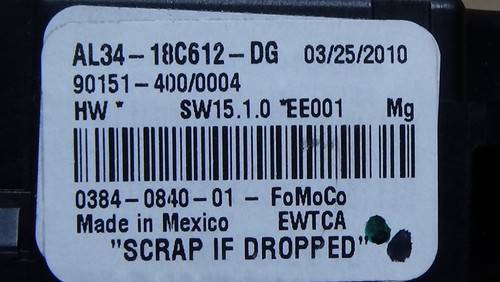 AL34-18C612-DG 03/25/2010
90151-400/0004
HW * SW15.1.0 *EE001 Mg
0384-0840-01 - FoMoCo
Made in Mexico EWTCA
"SCRAP IF DROPPED"